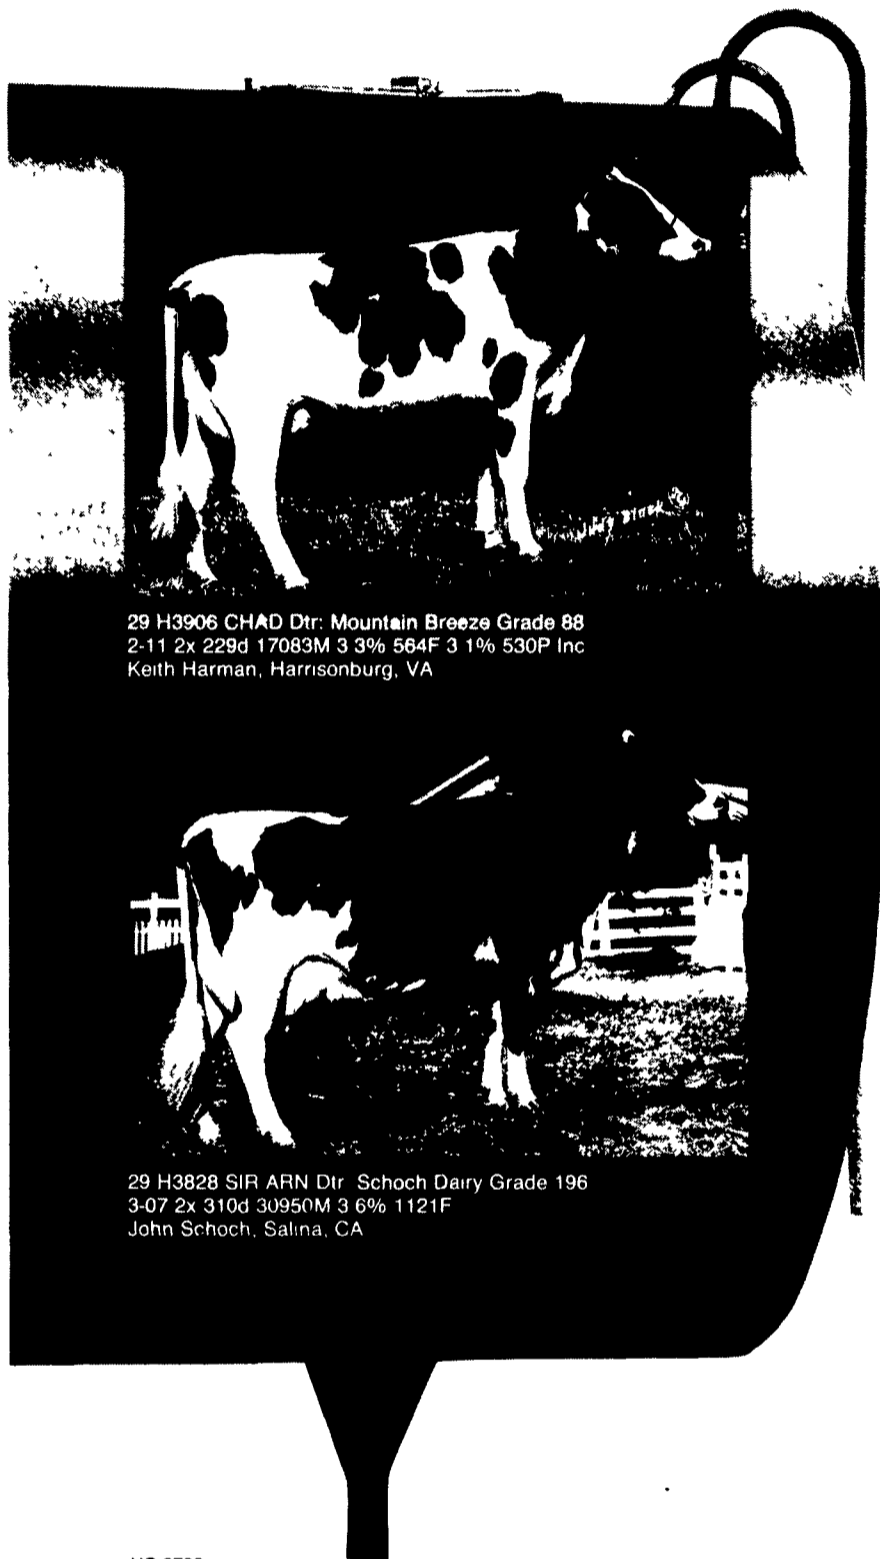 29 H3906 CHAD Dtr: Mountain Breeze Grade 88
2-11 2x 229d 17083M 3 3% 564F 3 1% 530P Inc
Keith Harman, Harrisonburg, VA
29 H3828 SIR ARN Dtr Schoch Dairy Grade 196
3-07 2x 310d 30950M 3 6% 1121F
John Schoch, Salina, CA